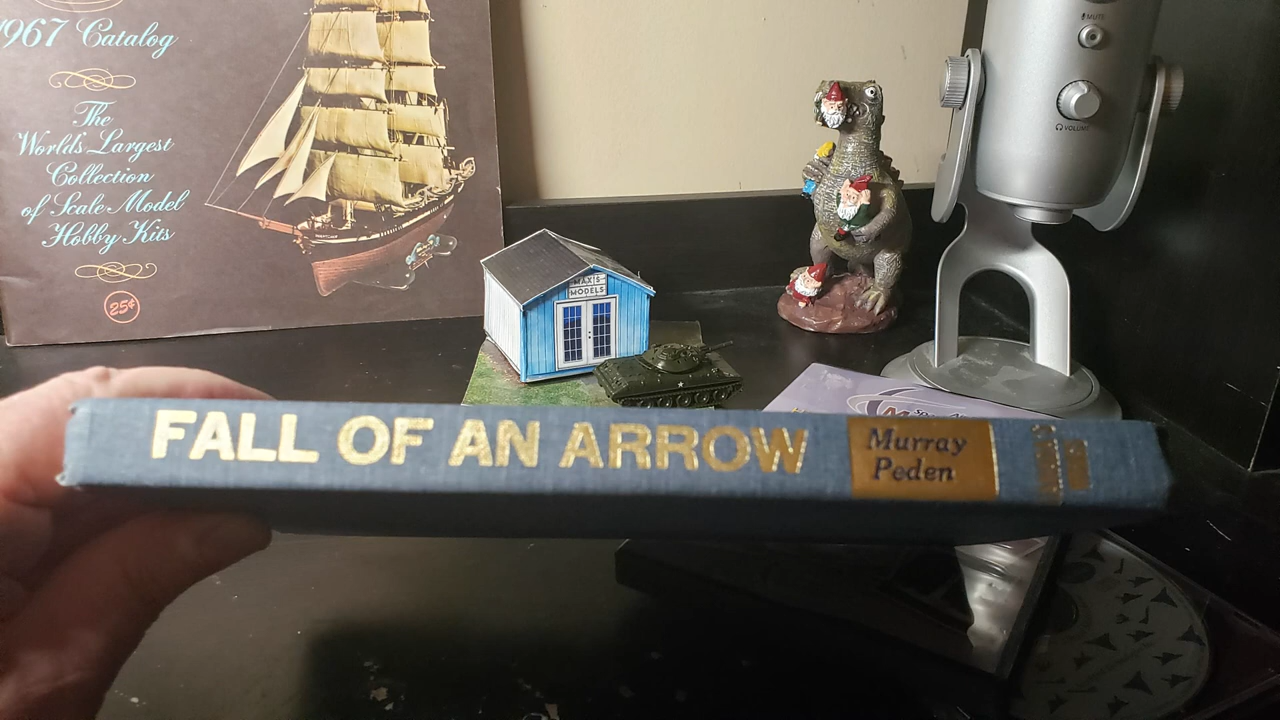 1967 Catalog
The
World's Largest
Collection
of Scale Model
Hobby Kits
25¢
MAX'S
MODELS
MUTE
VOLUME
FALL OF AN ARROW
Murray
Peden